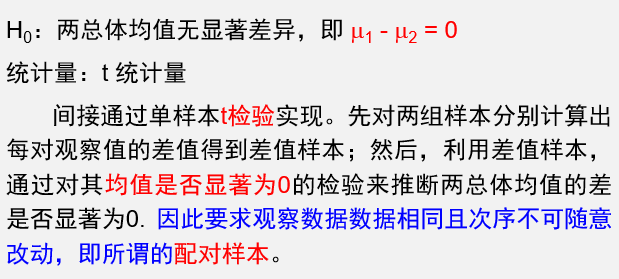 H₀：两总体均值无显著差异，即 μ₁ - μ₂ = 0
统计量：t 统计量
间接通过单样本t检验实现。先对两组样本分别计算出
每对观察值的差值得到差值样本；然后，利用差值样本，
通过对其均值是否显著为0的检验来推断两总体均值的差
是否显著为0. 因此要求观察数据数据相同且次序不可随意
改动，即所谓的配对样本。